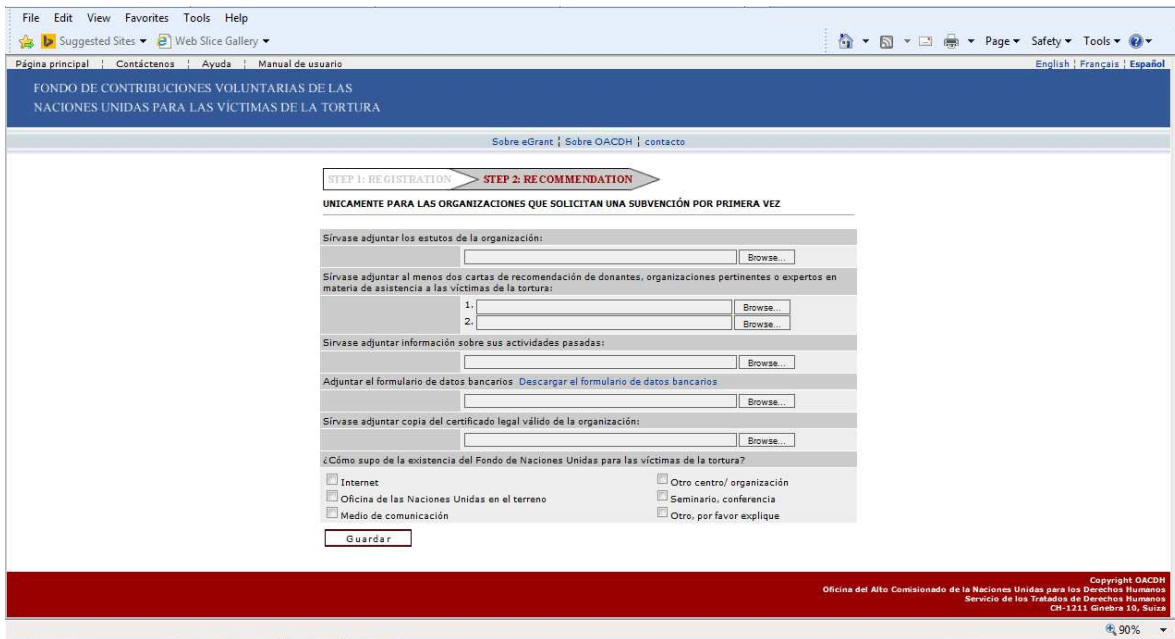 File Edit View Favorites Tools Help
Suggested Sites Web Slice Gallery
Page Safety Tools
Página principal ¦ Contáctenos ¦ Ayuda ¦ Manual de usuario
English ¦ Français ¦ Español
FONDO DE CONTRIBUCIONES VOLUNTARIAS DE LAS
NACIONES UNIDAS PARA LAS VÍCTIMAS DE LA TORTURA
Sobre eGrant ¦ Sobre OACDH ¦ contacto
STEP 1: REGISTRATION STEP 2: RECOMMENDATION
UNICAMENTE PARA LAS ORGANIZACIONES QUE SOLICITAN UNA SUBVENCIÓN POR PRIMERA VEZ
Sírvase adjuntar los estutos de la organización:
Browse...
Sírvase adjuntar al menos dos cartas de recomendación de donantes, organizaciones pertinentes o expertos en
materia de asistencia a las víctimas de la tortura:
1. Browse...
2. Browse...
Sirvase adjuntar información sobre sus actividades pasadas:
Browse...
Adjuntar el formulario de datos bancarios Descargar el formulario de datos bancarios
Browse...
Sírvase adjuntar copia del certificado legal válido de la organización:
Browse...
¿Cómo supo de la existencia del Fondo de Naciones Unidas para las víctimas de la tortura?
Internet Otro centro/ organización
Oficina de las Naciones Unidas en el terreno Seminario, conferencia
Medio de comunicación Otro, por favor explique
Guardar
Copyright OACDH
Oficina del Alto Comisionado de la Naciones Unidas para los Derechos Humanos
Servicio de los Tratados de Derechos Humanos
CH-1211 Ginebra 10, Suiza
90%